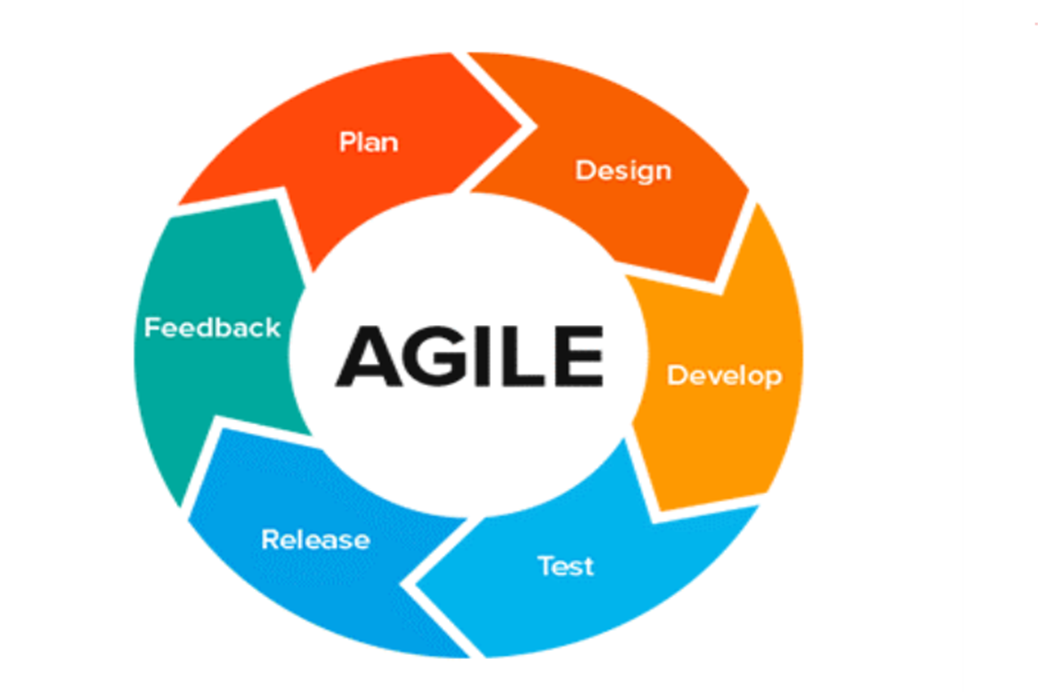 Plan
Design
Develop
Test
Release
Feedback
AGILE